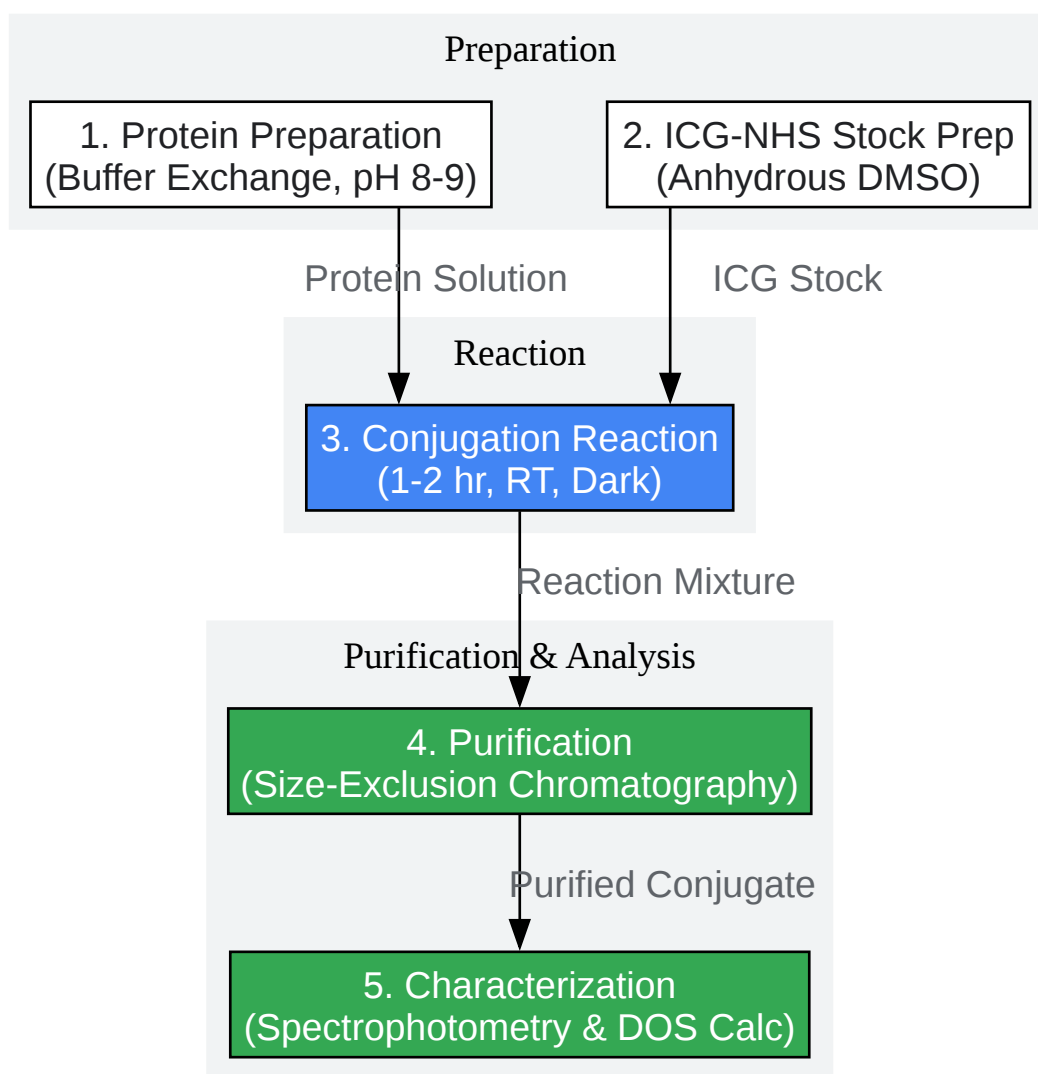 Preparation
1. Protein Preparation
(Buffer Exchange, pH 8-9)
2. ICG-NHS Stock Prep
(Anhydrous DMSO)
Protein Solution
ICG Stock
Reaction
3. Conjugation Reaction
(1-2 hr, RT, Dark)
Reaction Mixture
Purification & Analysis
4. Purification
(Size-Exclusion Chromatography)
Purified Conjugate
5. Characterization
(Spectrophotometry & DOS Calc)